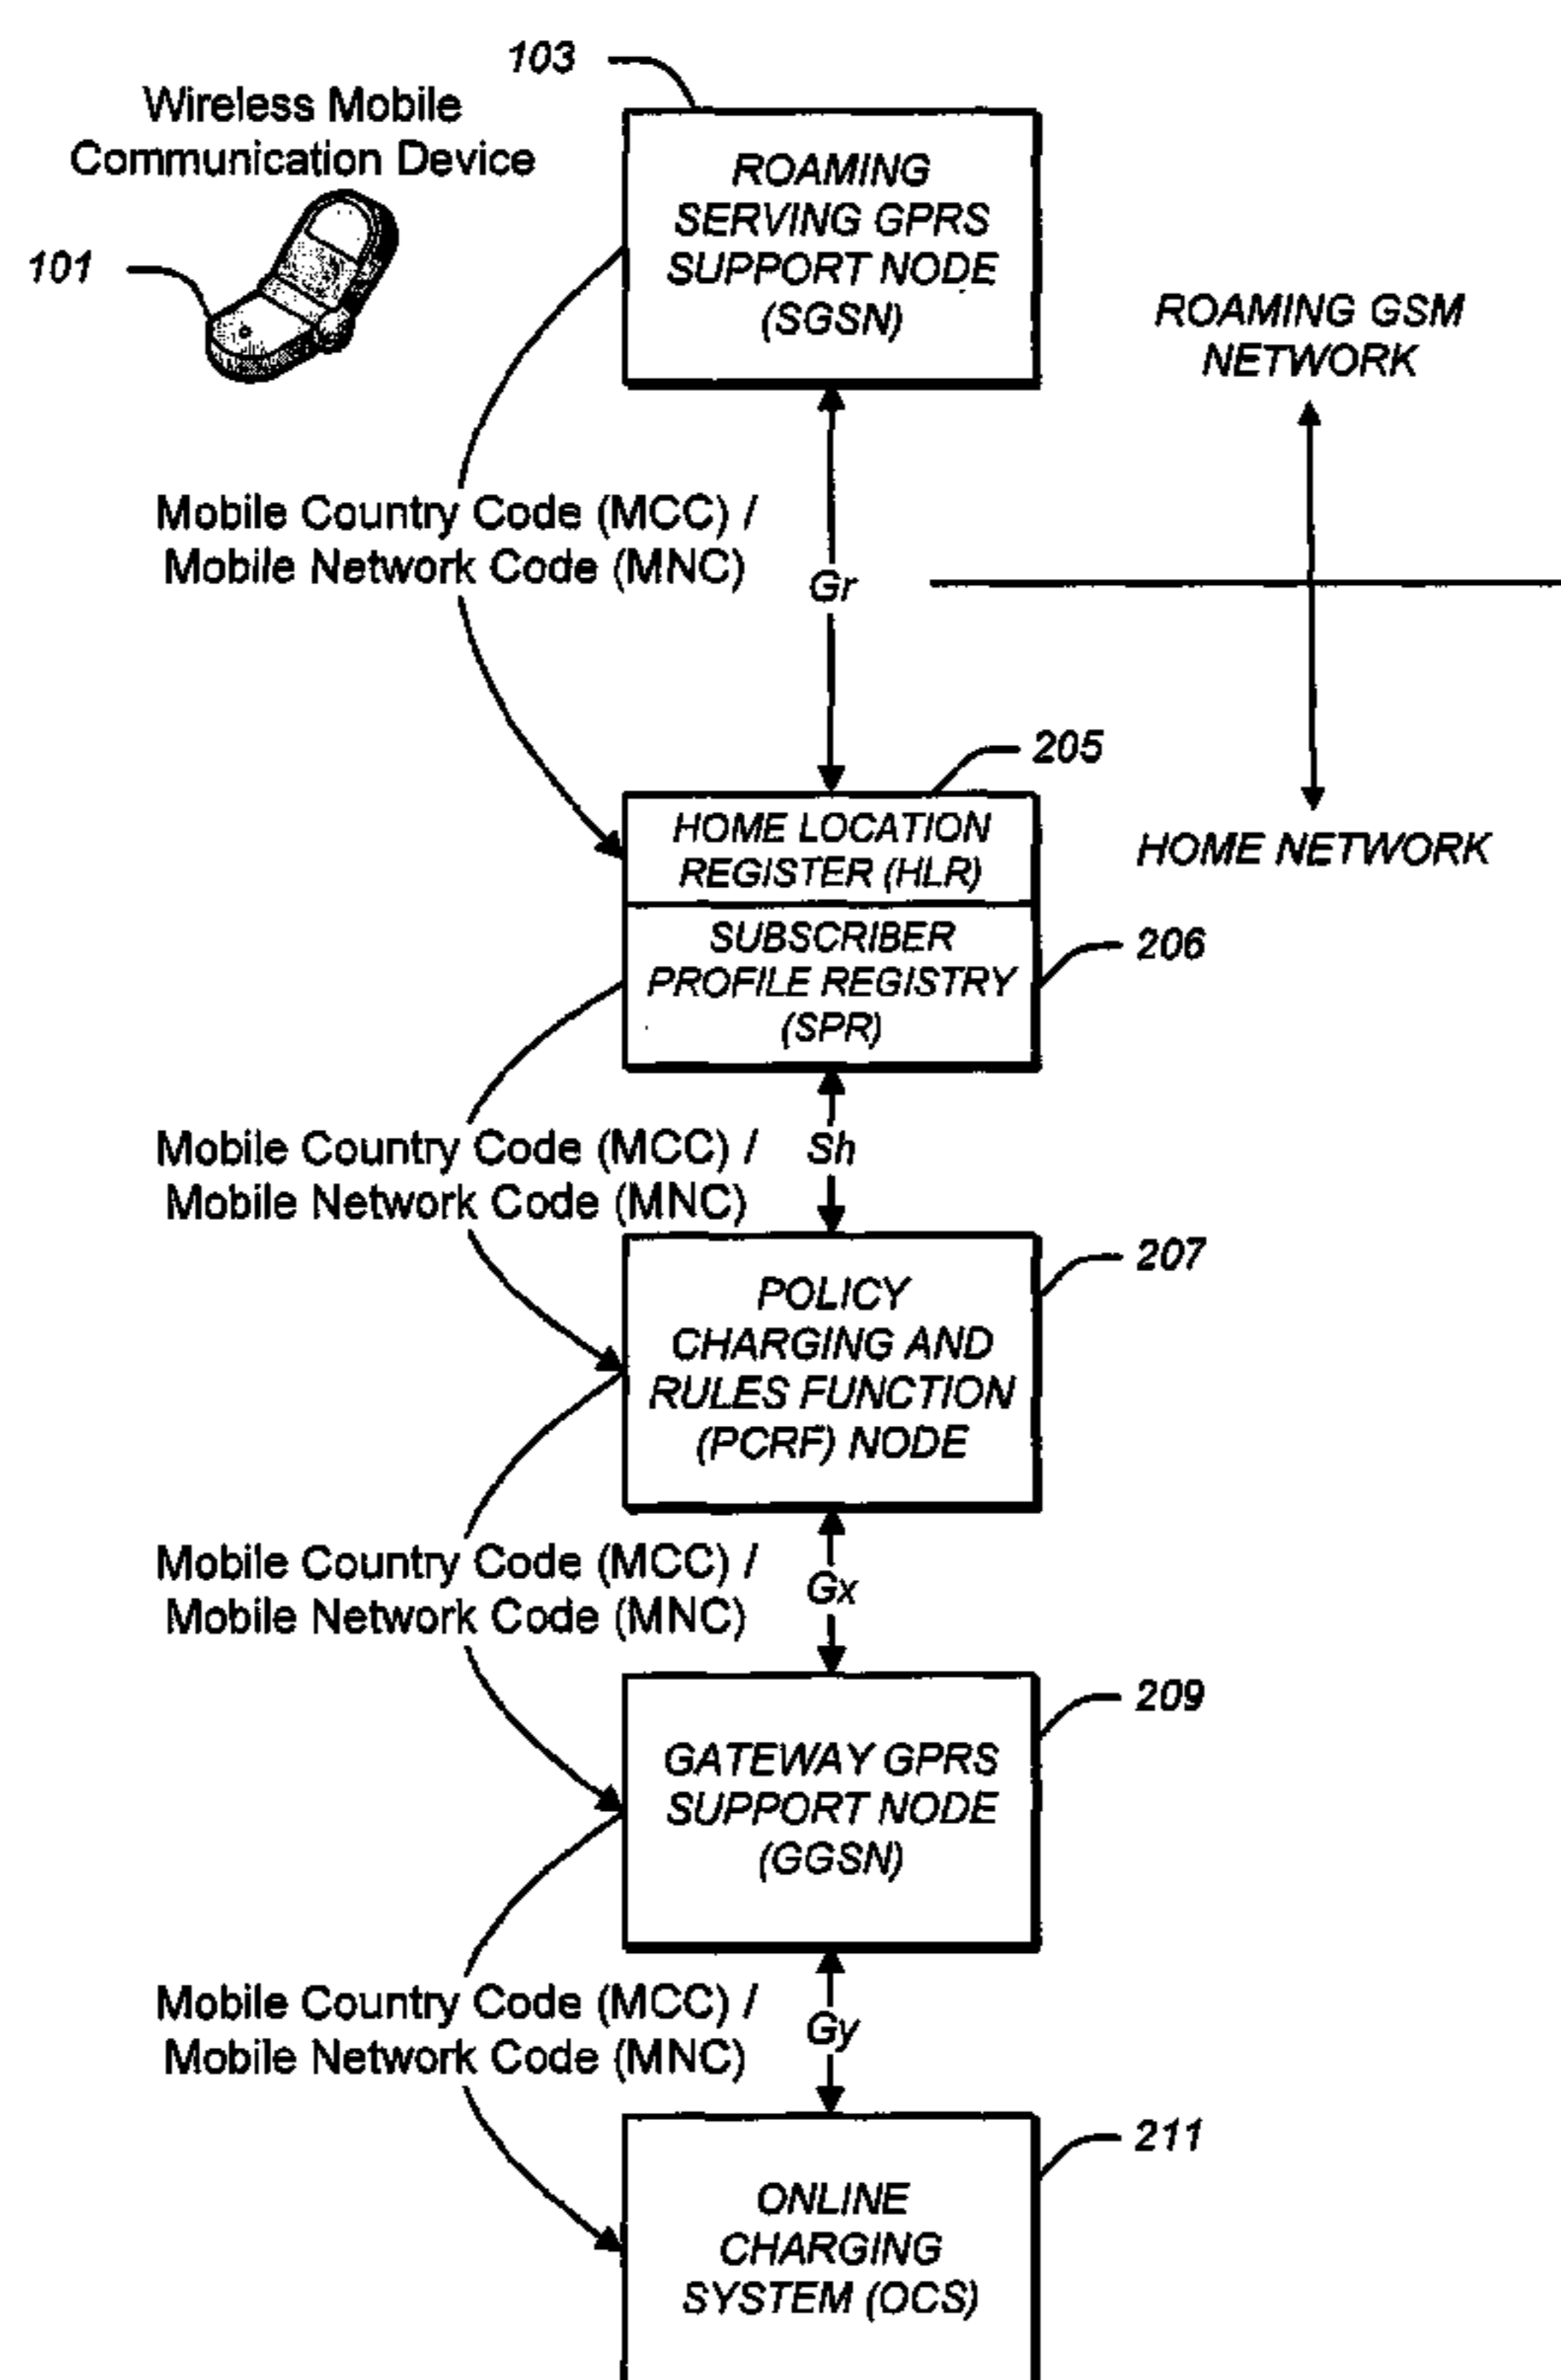 103
Wireless Mobile
Communication Device
101
ROAMING
SERVING GPRS
SUPPORT NODE
(SGSN)
ROAMING GSM
NETWORK
Mobile Country Code (MCC) /
Mobile Network Code (MNC)
Gr
205
HOME LOCATION
REGISTER (HLR)
HOME NETWORK
SUBSCRIBER
PROFILE REGISTRY
(SPR)
206
Mobile Country Code (MCC) /
Mobile Network Code (MNC)
Sh
207
POLICY
CHARGING AND
RULES FUNCTION
(PCRF) NODE
Mobile Country Code (MCC) /
Mobile Network Code (MNC)
Gx
209
GATEWAY GPRS
SUPPORT NODE
(GGSN)
Mobile Country Code (MCC) /
Mobile Network Code (MNC)
Gy
211
ONLINE
CHARGING
SYSTEM (OCS)